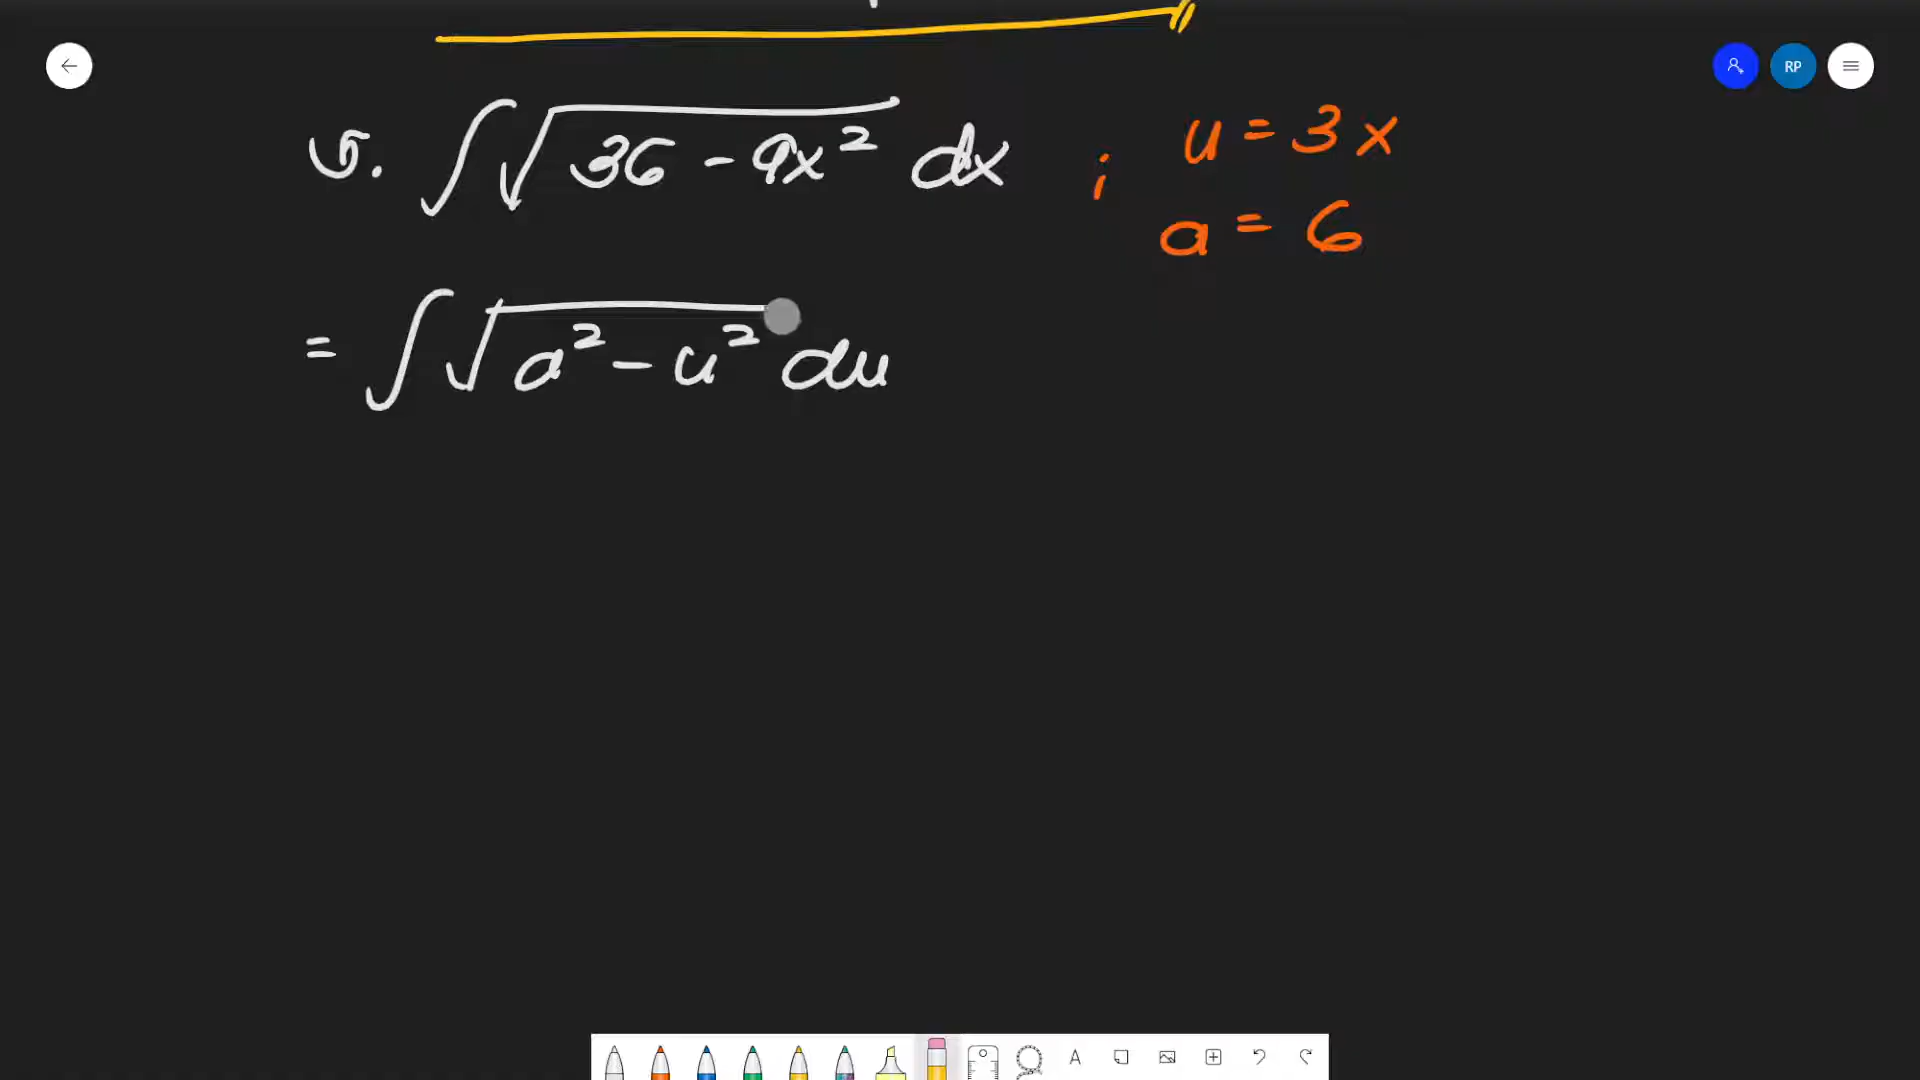 RP
5. ∫√(36 - 9x²) dx ; u = 3x
a = 6
= ∫√(a² - u²) du
A